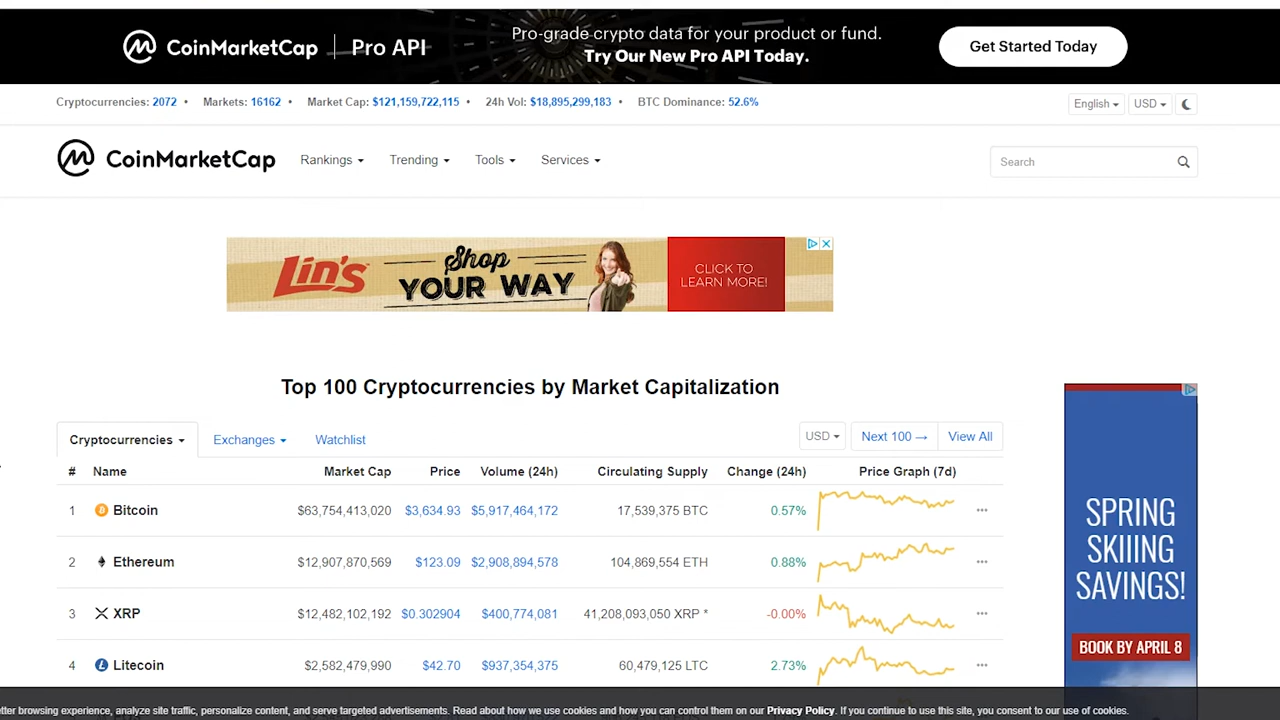 CoinMarketCap | Pro API
Pro-grade crypto data for your product or fund.
Try Our New Pro API Today.
Get Started Today
Cryptocurrencies: 2072 • Markets: 16162 • Market Cap: $121,159,722,115 • 24h Vol: $18,895,299,183 • BTC Dominance: 52.6%
English USD
CoinMarketCap Rankings Trending Tools Services Search
Lin's Shop YOUR WAY CLICK TO LEARN MORE!
Top 100 Cryptocurrencies by Market Capitalization
Cryptocurrencies Exchanges Watchlist USD Next 100 → View All
# Name Market Cap Price Volume (24h) Circulating Supply Change (24h) Price Graph (7d)
1 Bitcoin $63,754,413,020 $3,634.93 $5,917,464,172 17,539,375 BTC 0.57%
2 Ethereum $12,907,870,569 $123.09 $2,908,894,578 104,869,554 ETH 0.88%
3 XRP $12,482,102,192 $0.302904 $400,774,081 41,208,093,050 XRP * -0.00%
4 Litecoin $2,582,479,990 $42.70 $937,354,375 60,479,125 LTC 2.73%
SPRING
SKIING
SAVINGS!
BOOK BY APRIL 8
browsing experience, analyze site traffic, personalize content, and serve targeted advertisements. Read about how we use cookies and how you can control them on our Privacy Policy. If you continue to use this site, you consent to our use of cookies.